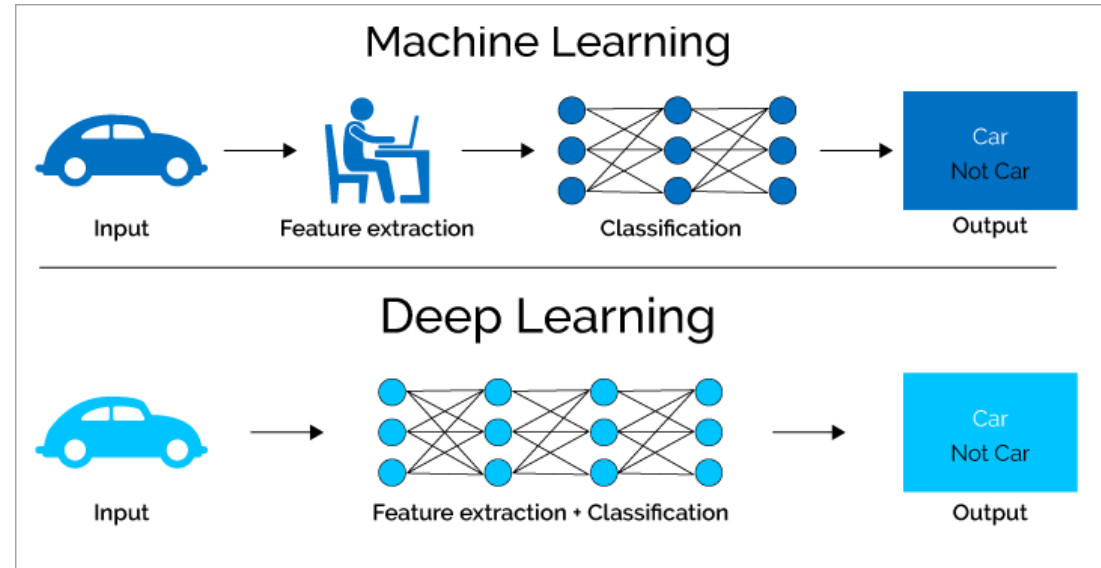 Machine Learning
Input
Feature extraction
Classification
Car
Not Car
Output
Deep Learning
Input
Feature extraction + Classification
Car
Not Car
Output